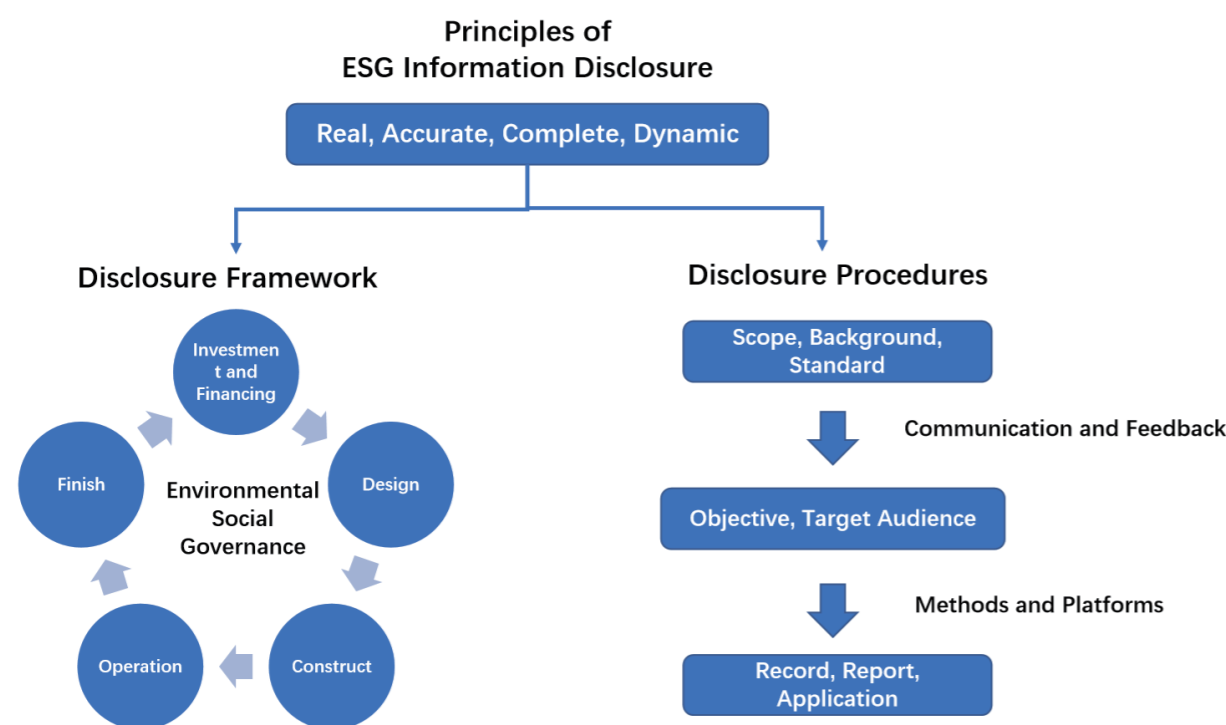 Principles of
ESG Information Disclosure
Real, Accurate, Complete, Dynamic
Disclosure Framework
Investmen
t and
Financing
Design
Construct
Operation
Finish
Environmental
Social
Governance
Disclosure Procedures
Scope, Background,
Standard
Communication and Feedback
Objective, Target Audience
Methods and Platforms
Record, Report,
Application